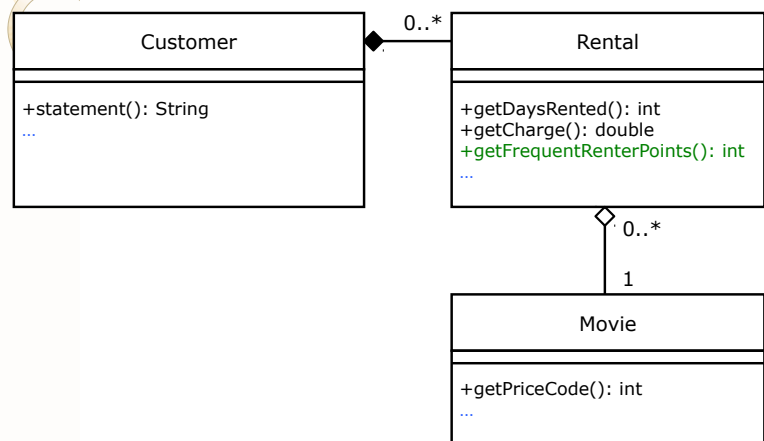 Customer
+statement(): String
...
0..*
Rental
+getDaysRented(): int
+getCharge(): double
+getFrequentRenterPoints(): int
...
0..*
1
Movie
+getPriceCode(): int
...